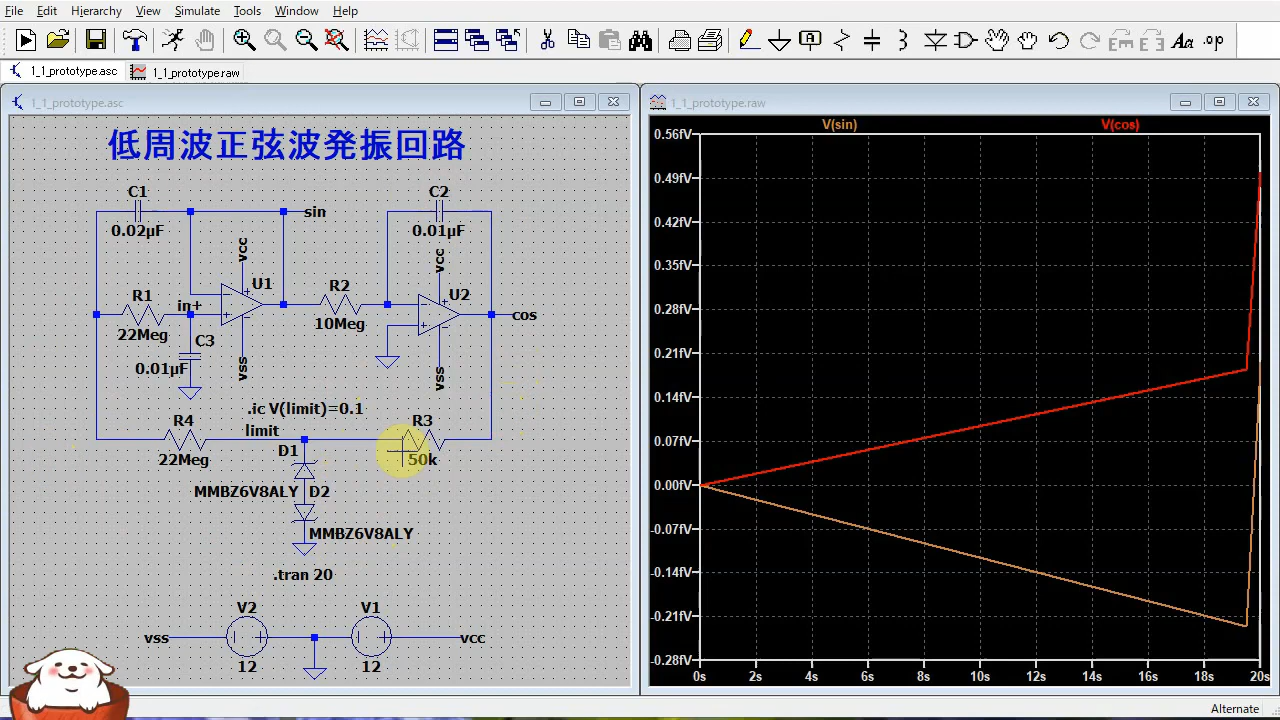 File Edit Hierarchy View Simulate Tools Window Help
1_1_prototype.asc 1_1_prototype.raw
1_1_prototype.asc
低周波正弦波発振回路
C1
0.02µF
sin
C2
0.01µF
vcc
U1
R1
22Meg
in+
C3
0.01µF
vss
R2
10Meg
vcc
U2
cos
vss
.ic V(limit)=0.1
R4
22Meg
limit
R3
50k
D1
MMBZ6V8ALY
D2
MMBZ6V8ALY
.tran 20
V2
V1
vss
vcc
12
12
1_1_prototype.raw
V(sin) V(cos)
0.56fV
0.49fV
0.42fV
0.35fV
0.28fV
0.21fV
0.14fV
0.07fV
0.00fV
-0.07fV
-0.14fV
-0.21fV
-0.28fV
0s 2s 4s 6s 8s 10s 12s 14s 16s 18s 20s
Alternate